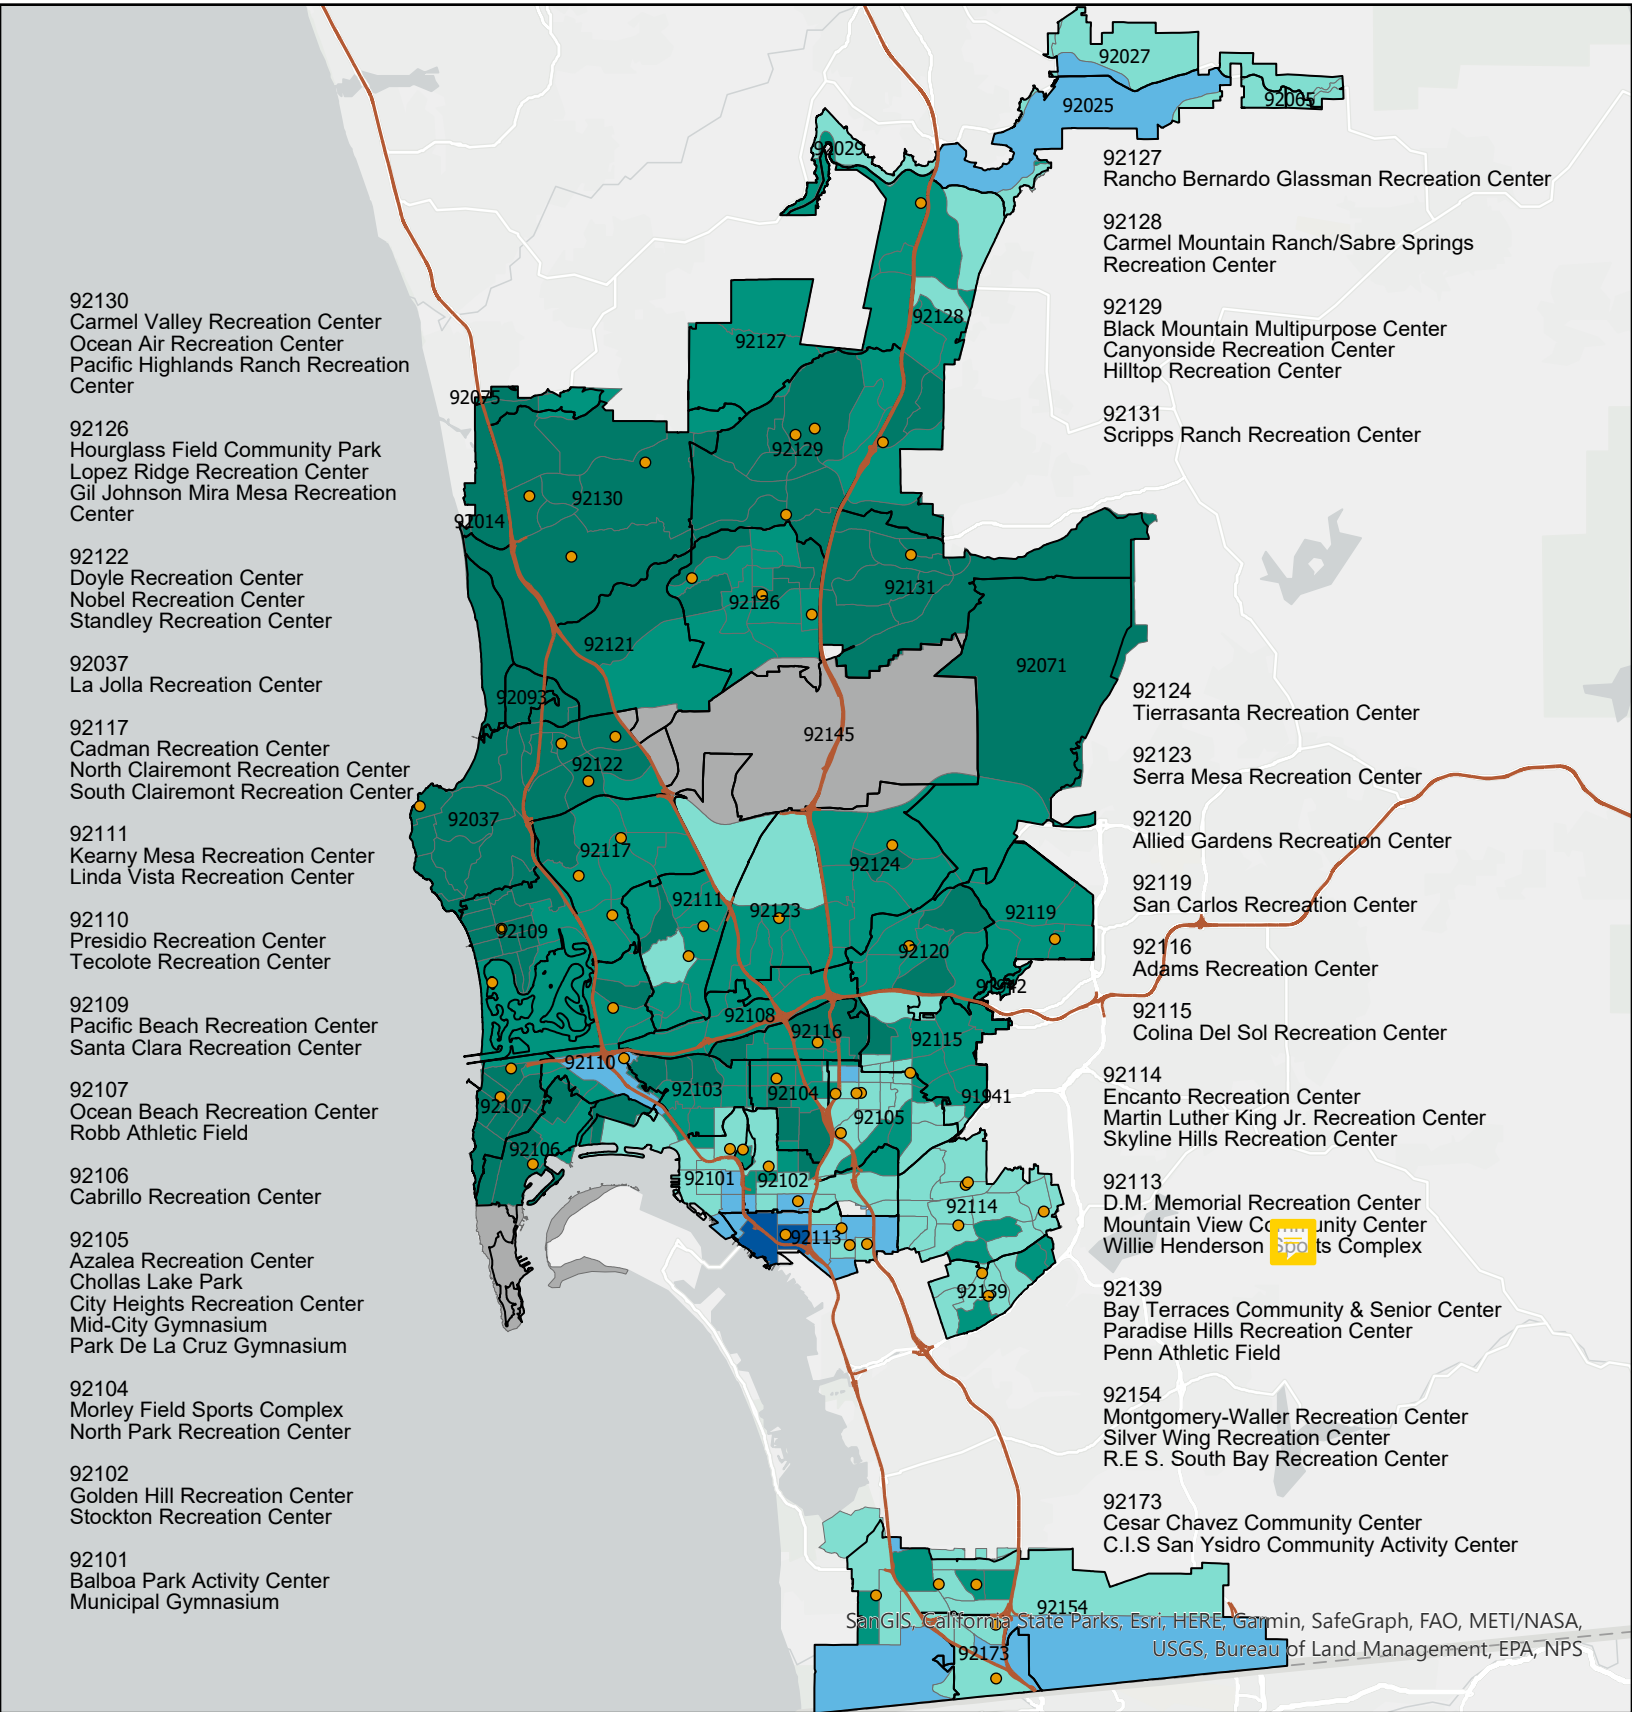 92130
Carmel Valley Recreation Center
Ocean Air Recreation Center
Pacific Highlands Ranch Recreation
Center
92126
Hourglass Field Community Park
Lopez Ridge Recreation Center
Gil Johnson Mira Mesa Recreation
Center
92122
Doyle Recreation Center
Nobel Recreation Center
Standley Recreation Center
92037
La Jolla Recreation Center
92117
Cadman Recreation Center
North Clairemont Recreation Center
South Clairemont Recreation Center
92111
Kearny Mesa Recreation Center
Linda Vista Recreation Center
92110
Presidio Recreation Center
Tecolote Recreation Center
92109
Pacific Beach Recreation Center
Santa Clara Recreation Center
92107
Ocean Beach Recreation Center
Robb Athletic Field
92106
Cabrillo Recreation Center
92105
Azalea Recreation Center
Chollas Lake Park
City Heights Recreation Center
Mid-City Gymnasium
Park De La Cruz Gymnasium
92104
Morley Field Sports Complex
North Park Recreation Center
92102
Golden Hill Recreation Center
Stockton Recreation Center
92101
Balboa Park Activity Center
Municipal Gymnasium
92027
92025
92065
92029
92128
92127
92075
92129
92130
92014
92131
92126
92121
92071
92093
92145
92122
92037
92117
92124
92111
92123
92119
92109
92120
91942
92108
92116
92115
92110
92103
92104
91941
92107
92105
92106
92101
92102
92114
92113
92139
92154
92173
92127
Rancho Bernardo Glassman Recreation Center
92128
Carmel Mountain Ranch/Sabre Springs
Recreation Center
92129
Black Mountain Multipurpose Center
Canyonside Recreation Center
Hilltop Recreation Center
92131
Scripps Ranch Recreation Center
92124
Tierrasanta Recreation Center
92123
Serra Mesa Recreation Center
92120
Allied Gardens Recreation Center
92119
San Carlos Recreation Center
92116
Adams Recreation Center
92115
Colina Del Sol Recreation Center
92114
Encanto Recreation Center
Martin Luther King Jr. Recreation Center
Skyline Hills Recreation Center
92113
D.M. Memorial Recreation Center
Mountain View Community Center
Willie Henderson Sports Complex
92139
Bay Terraces Community & Senior Center
Paradise Hills Recreation Center
Penn Athletic Field
92154
Montgomery-Waller Recreation Center
Silver Wing Recreation Center
R.E S. South Bay Recreation Center
92173
Cesar Chavez Community Center
C.I.S San Ysidro Community Activity Center
SanGIS, California State Parks, Esri, HERE, Garmin, SafeGraph, FAO, METI/NASA,
USGS, Bureau of Land Management, EPA, NPS